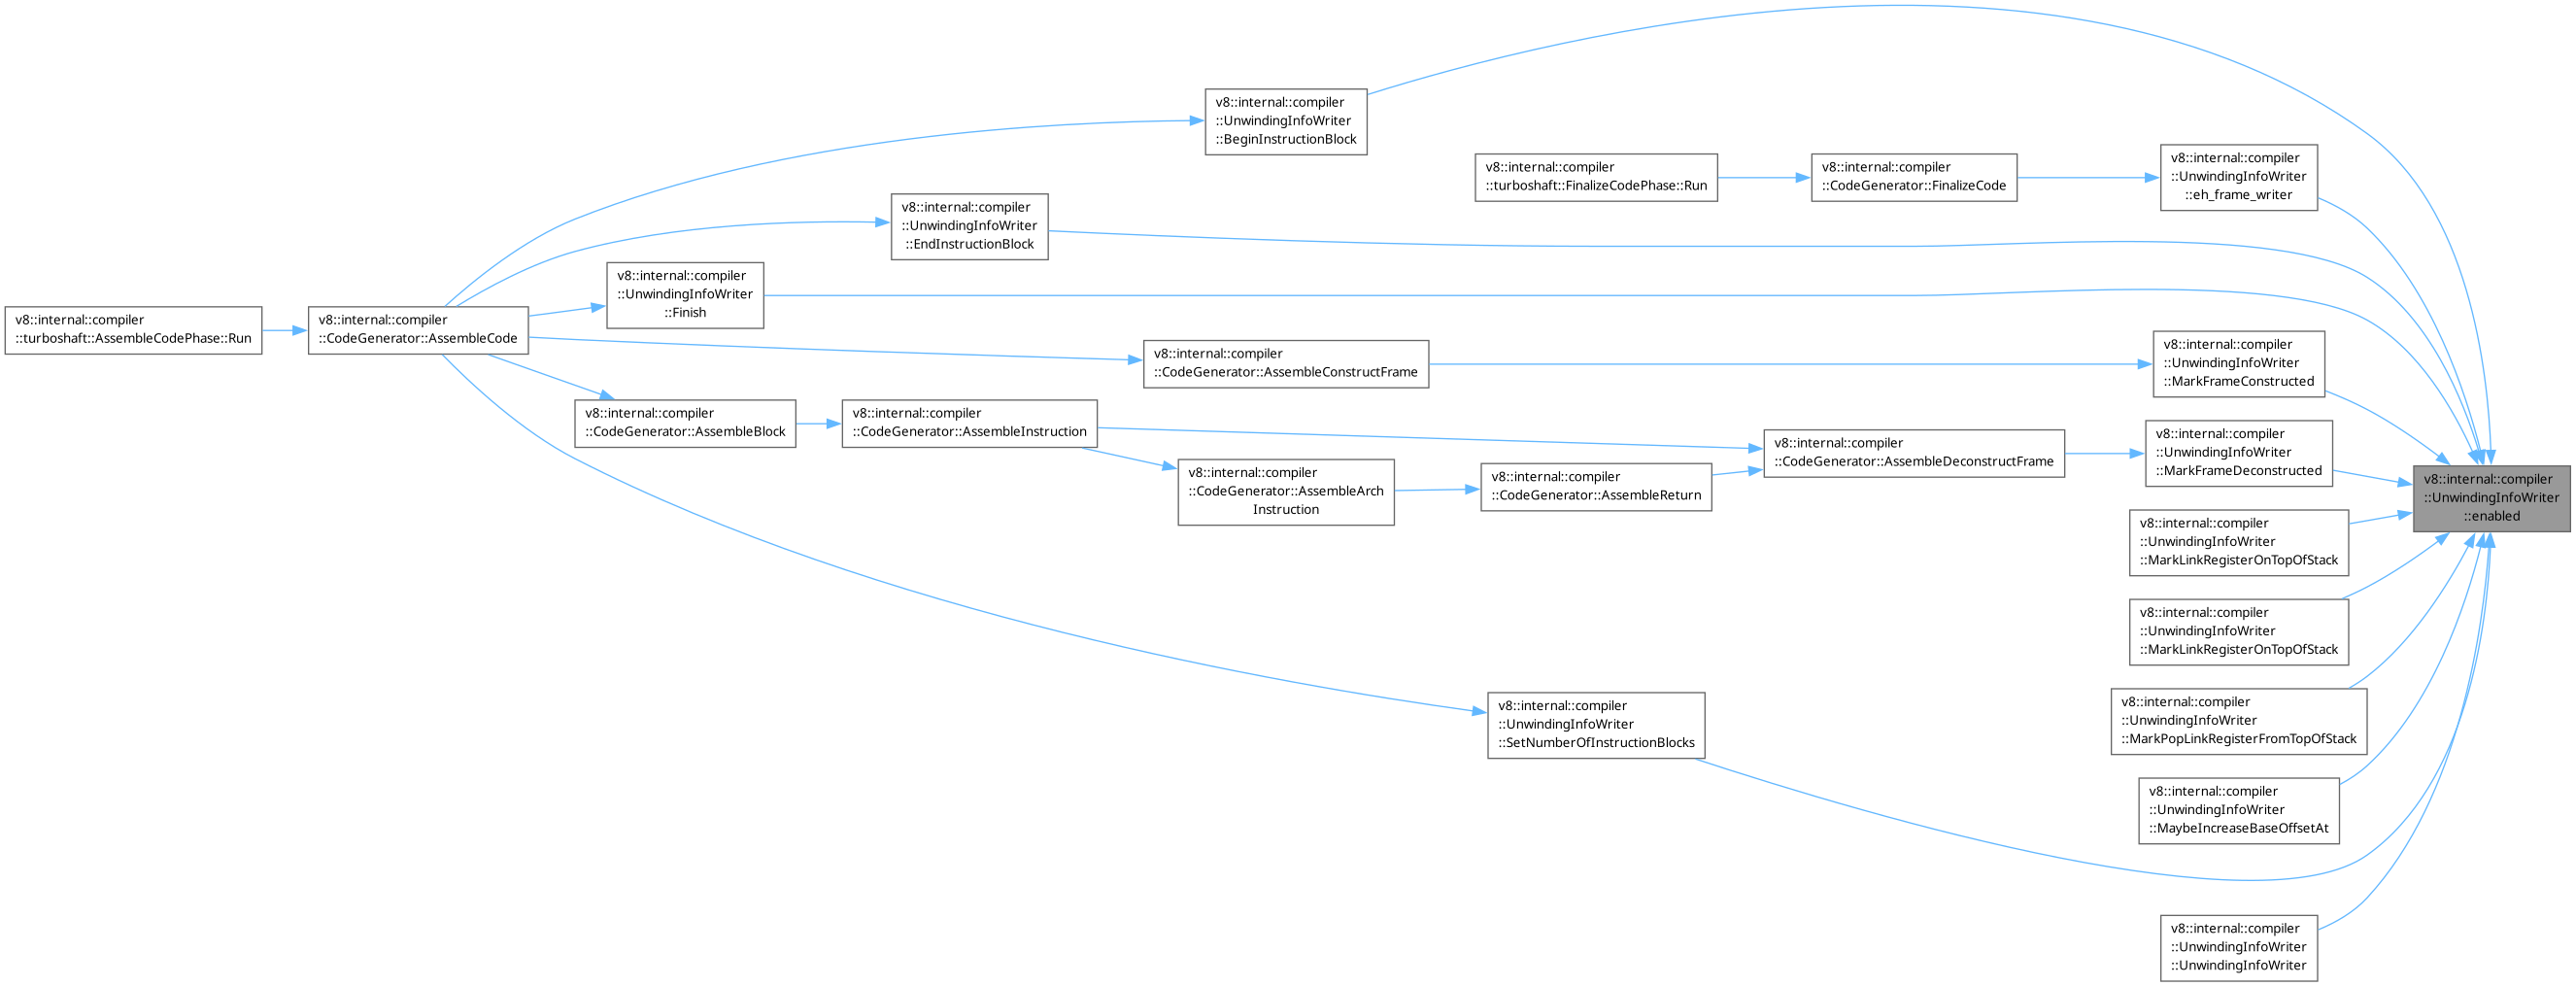 v8::internal::compiler
::UnwindingInfoWriter
::BeginInstructionBlock
v8::internal::compiler
::turboshaft::FinalizeCodePhase::Run
v8::internal::compiler
::CodeGenerator::FinalizeCode
v8::internal::compiler
::UnwindingInfoWriter
::eh_frame_writer
v8::internal::compiler
::UnwindingInfoWriter
::EndInstructionBlock
v8::internal::compiler
::UnwindingInfoWriter
::Finish
v8::internal::compiler
::turboshaft::AssembleCodePhase::Run
v8::internal::compiler
::CodeGenerator::AssembleCode
v8::internal::compiler
::CodeGenerator::AssembleConstructFrame
v8::internal::compiler
::UnwindingInfoWriter
::MarkFrameConstructed
v8::internal::compiler
::CodeGenerator::AssembleBlock
v8::internal::compiler
::CodeGenerator::AssembleInstruction
v8::internal::compiler
::CodeGenerator::AssembleArch
Instruction
v8::internal::compiler
::CodeGenerator::AssembleReturn
v8::internal::compiler
::CodeGenerator::AssembleDeconstructFrame
v8::internal::compiler
::UnwindingInfoWriter
::MarkFrameDeconstructed
v8::internal::compiler
::UnwindingInfoWriter
::enabled
v8::internal::compiler
::UnwindingInfoWriter
::MarkLinkRegisterOnTopOfStack
v8::internal::compiler
::UnwindingInfoWriter
::MarkLinkRegisterOnTopOfStack
v8::internal::compiler
::UnwindingInfoWriter
::SetNumberOfInstructionBlocks
v8::internal::compiler
::UnwindingInfoWriter
::MarkPopLinkRegisterFromTopOfStack
v8::internal::compiler
::UnwindingInfoWriter
::MaybeIncreaseBaseOffsetAt
v8::internal::compiler
::UnwindingInfoWriter
::UnwindingInfoWriter